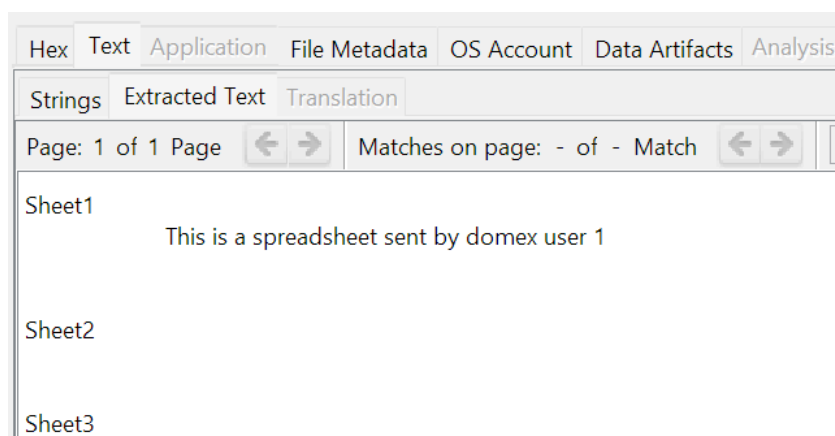 Hex Text Application File Metadata OS Account Data Artifacts Analysis
Strings Extracted Text Translation
Page: 1 of 1 Page Matches on page: - of - Match
Sheet1
This is a spreadsheet sent by domex user 1
Sheet2
Sheet3